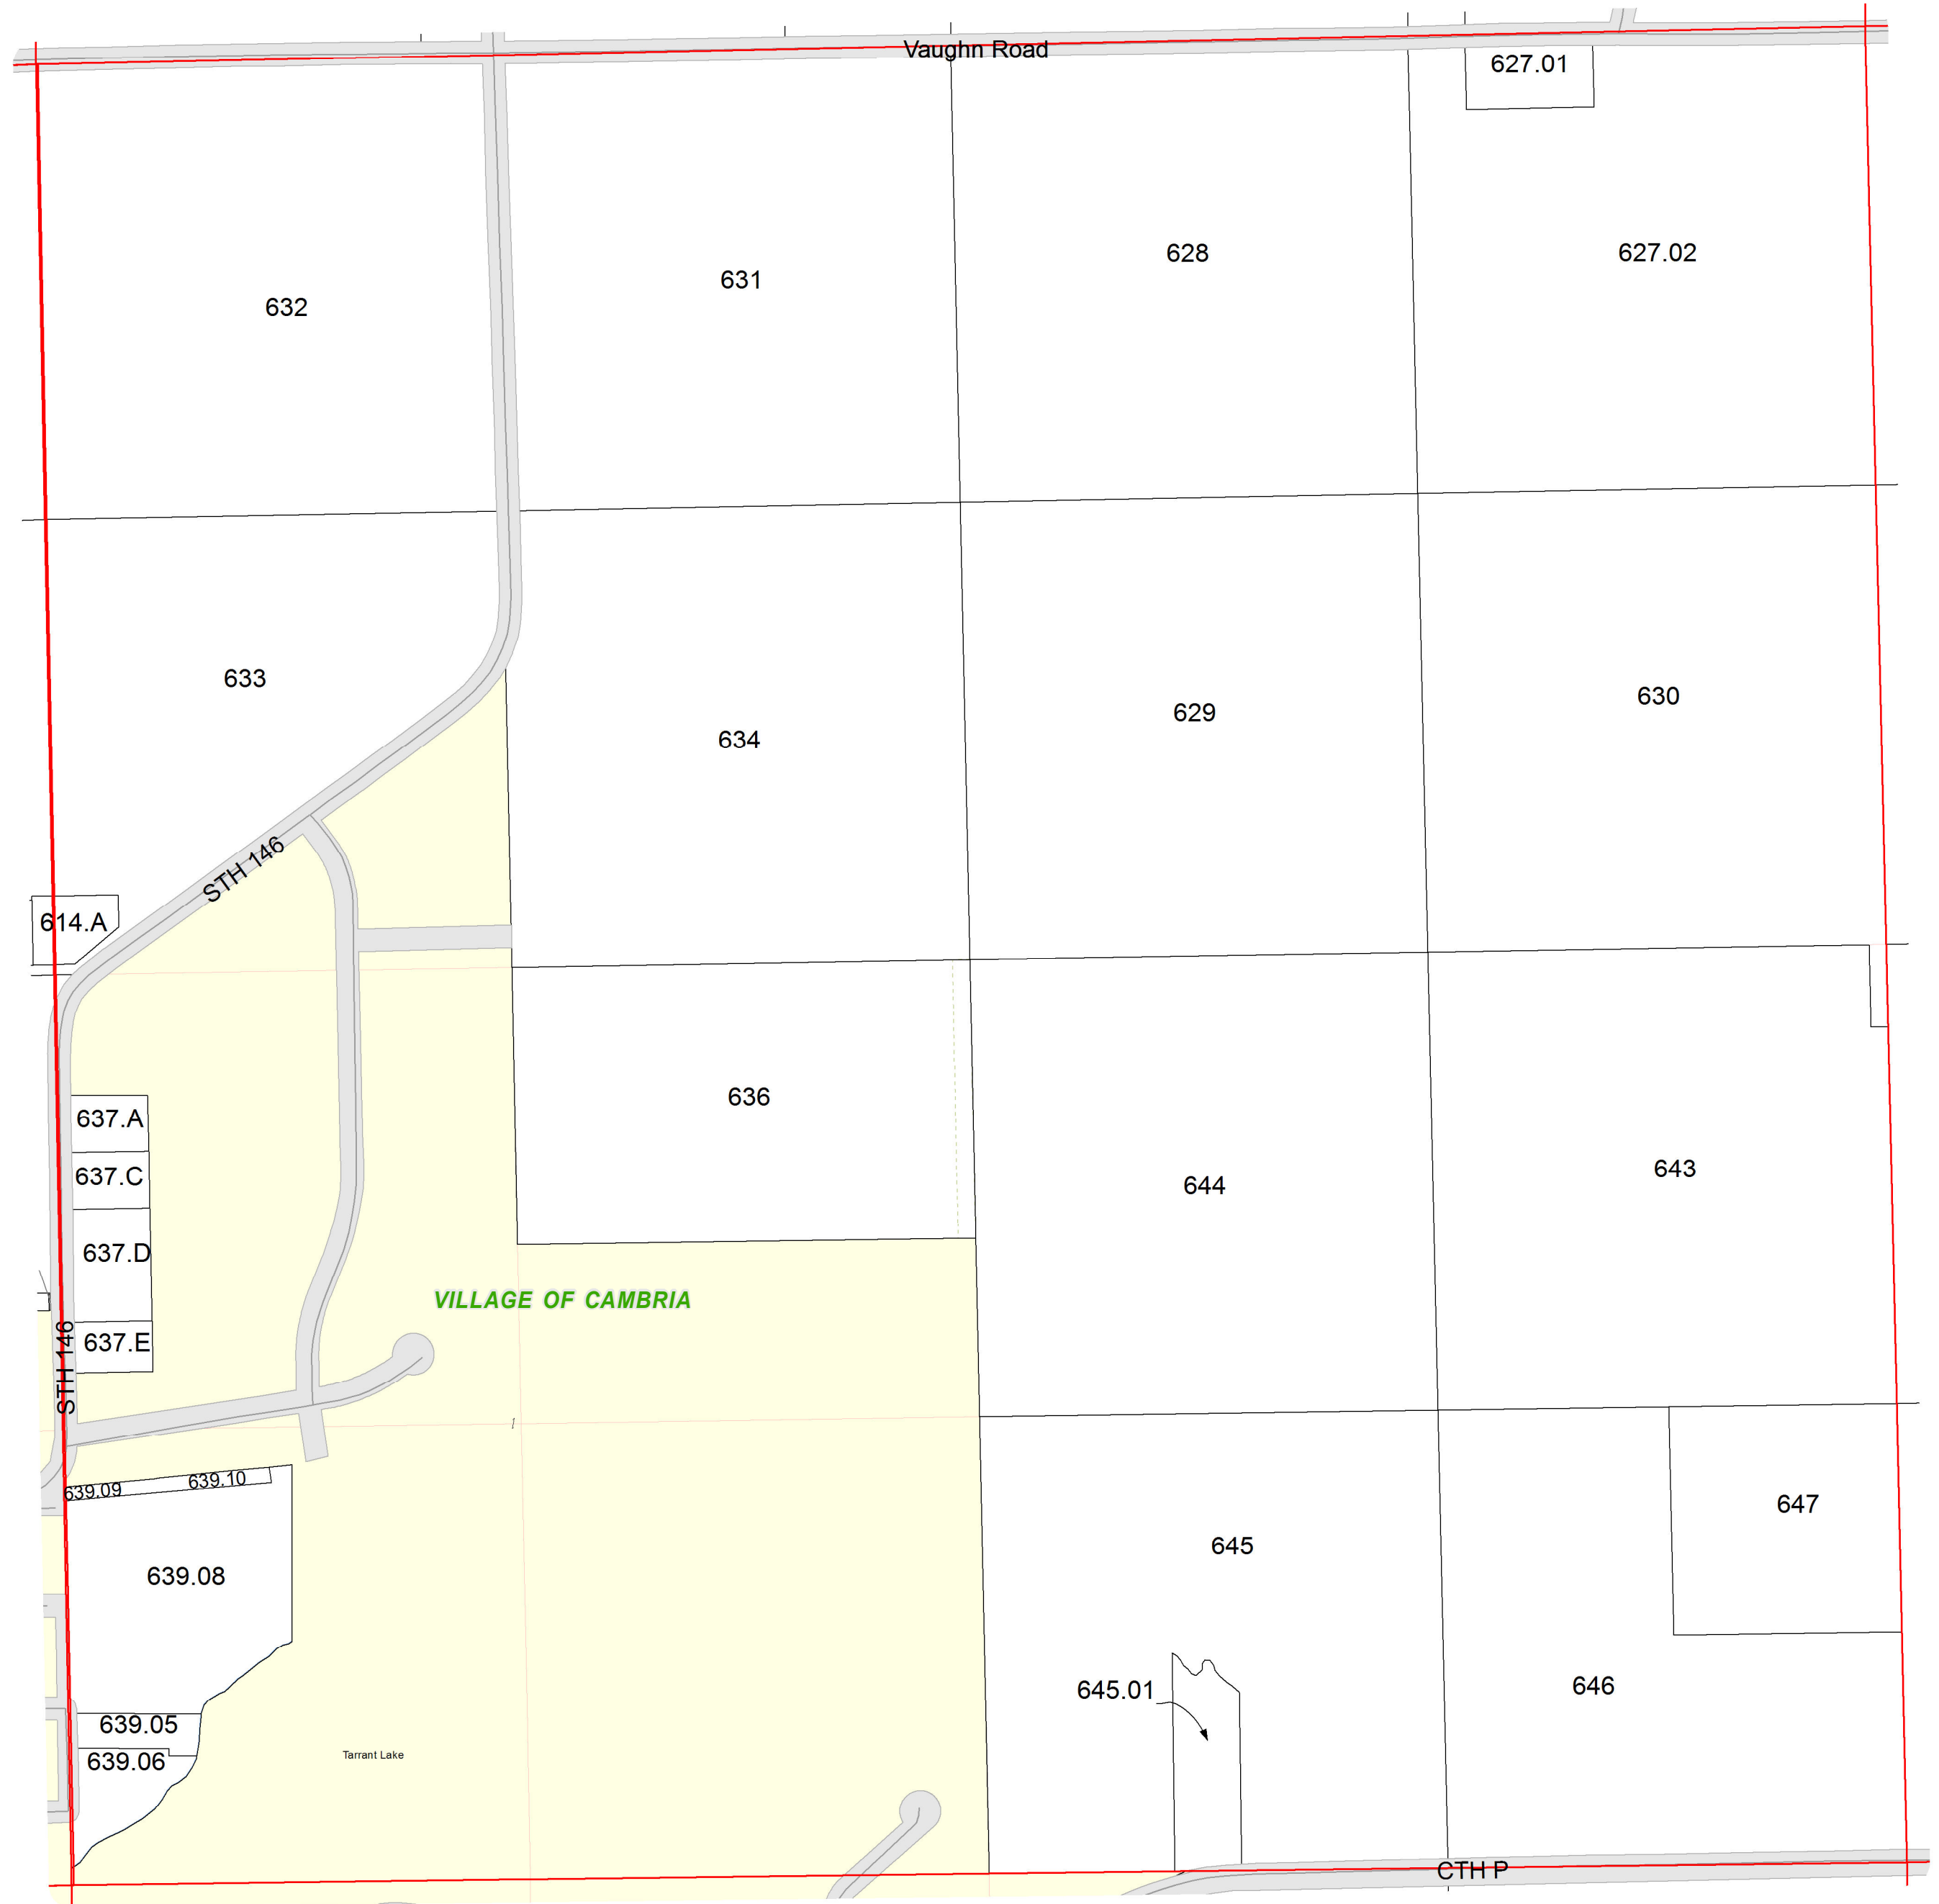 Vaughn Road
627.01
632
631
628
627.02
633
634
629
630
STH 146
614.A
636
637.A
637.C
637.D
637.E
644
643
STH 146
VILLAGE OF CAMBRIA
1
639.09
639.10
639.08
645
647
645.01
646
639.05
639.06
Tarrant Lake
CTH P